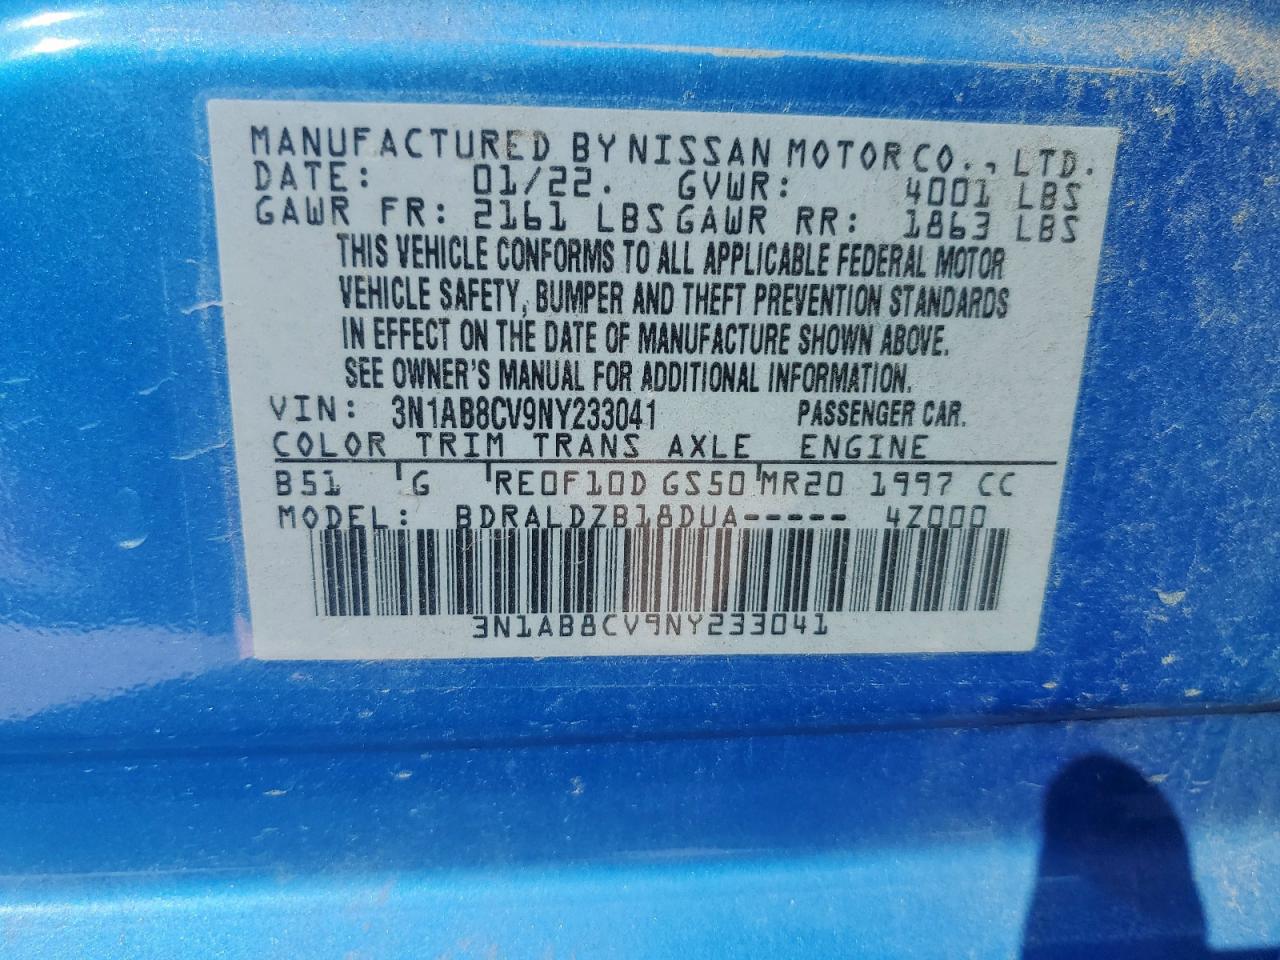 MANUFACTURED BY NISSAN MOTOR CO., LTD.
DATE: 01/22. GVWR: 4001 LBS
GAWR FR: 2161 LBS GAWR RR: 1863 LBS
THIS VEHICLE CONFORMS TO ALL APPLICABLE FEDERAL MOTOR
VEHICLE SAFETY, BUMPER AND THEFT PREVENTION STANDARDS
IN EFFECT ON THE DATE OF MANUFACTURE SHOWN ABOVE.
SEE OWNER'S MANUAL FOR ADDITIONAL INFORMATION.
VIN: 3N1AB8CV9NY233041 PASSENGER CAR.
COLOR TRIM TRANS AXLE ENGINE
B51 G RE0F10D GS50 MR20 1997 CC
MODEL: BDRALDZB18DUA----- 4Z000
3N1AB8CV9NY233041